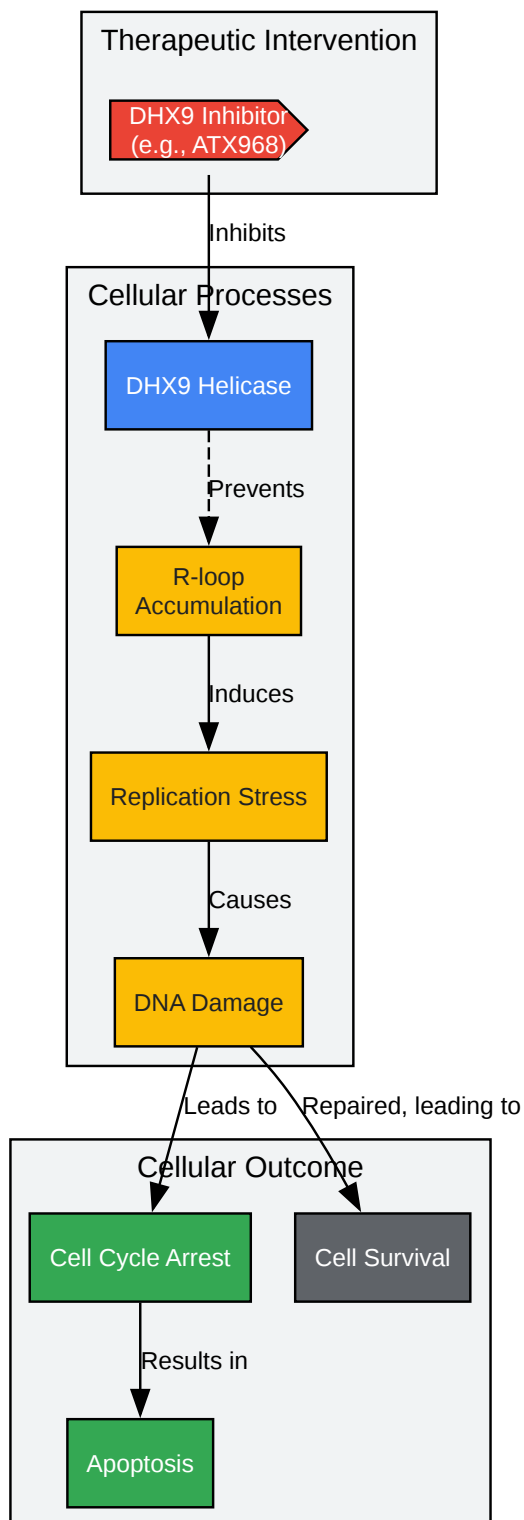 Therapeutic Intervention
DHX9 Inhibitor
(e.g., ATX968)
Inhibits
Cellular Processes
DHX9 Helicase
Prevents
R-loop
Accumulation
Induces
Replication Stress
Causes
DNA Damage
Leads to
Repaired, leading to
Cellular Outcome
Cell Cycle Arrest
Cell Survival
Results in
Apoptosis